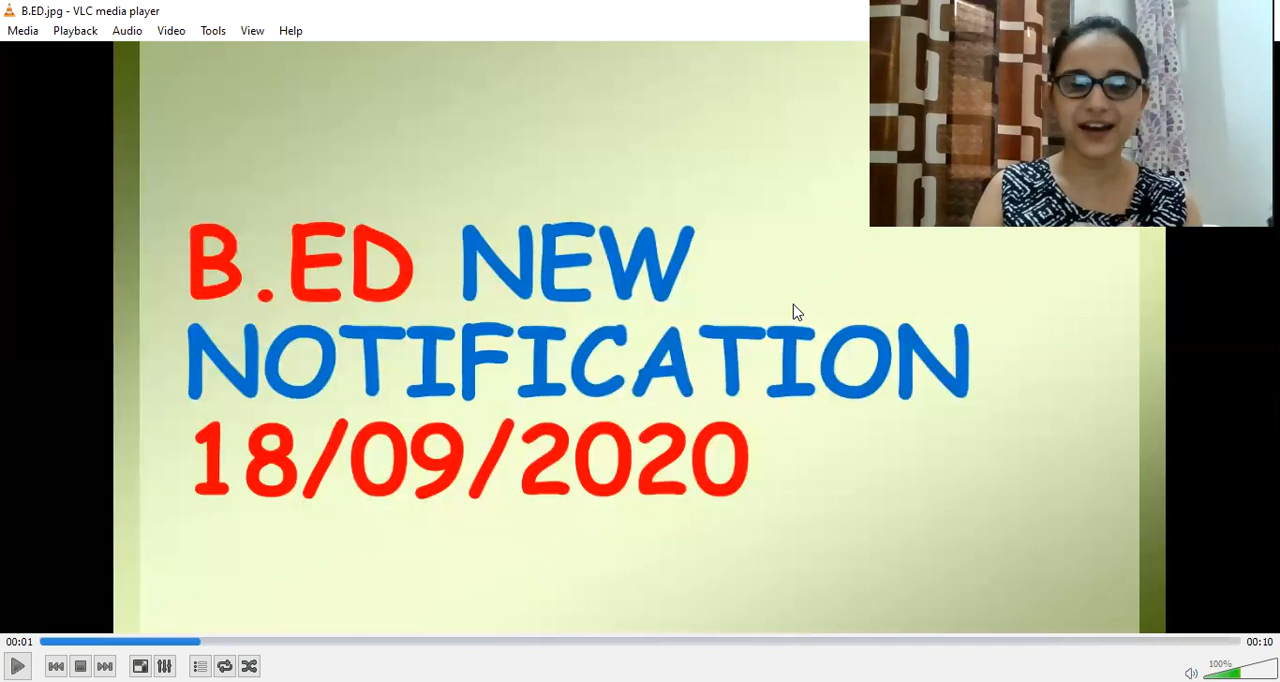 B.ED.jpg - VLC media player
Media Playback Audio Video Tools View Help
B.ED NEW
NOTIFICATION
18/09/2020
00:01 00:10
100%